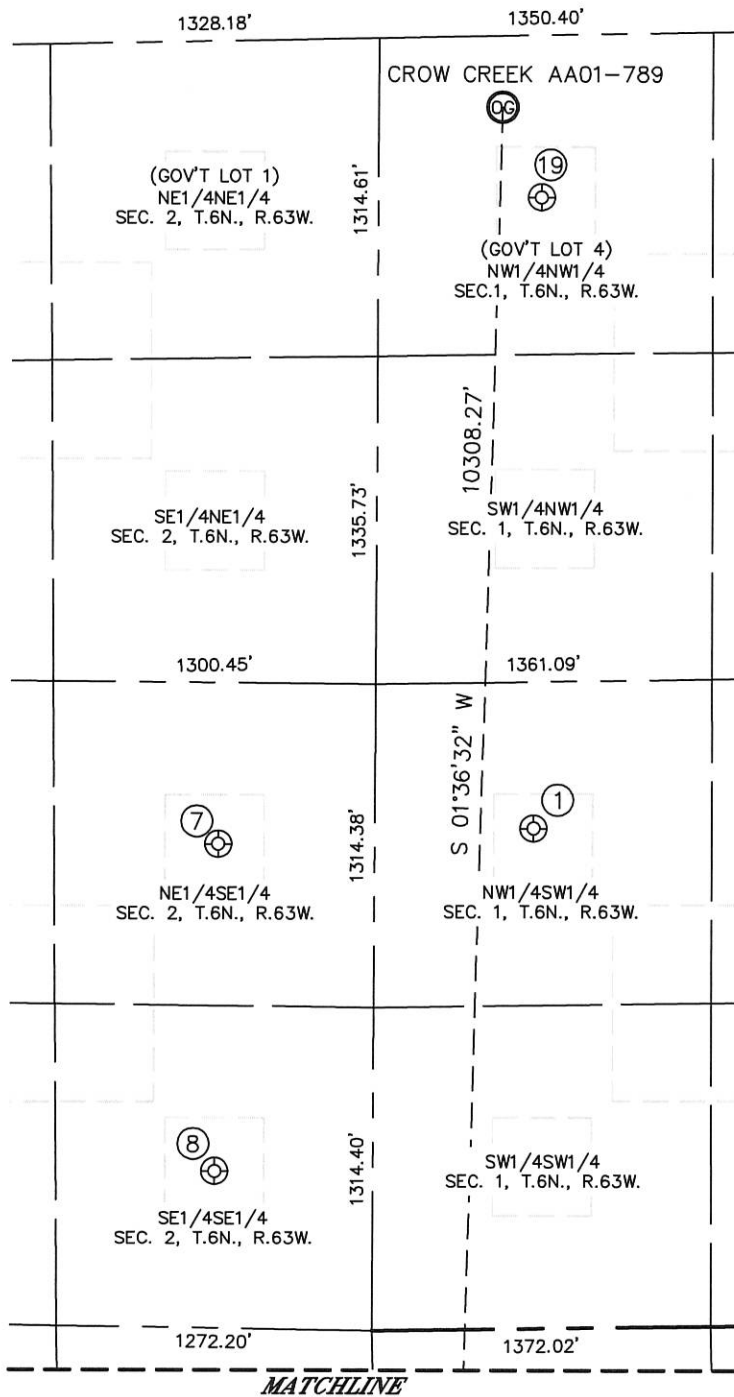 1328.18'
1350.40'
CROW CREEK AA01-789
OG
19
(GOV'T LOT 1)
NE1/4NE1/4
SEC. 2, T.6N., R.63W.
1314.61'
(GOV'T LOT 4)
NW1/4NW1/4
SEC.1, T.6N., R.63W.
10308.27'
SE1/4NE1/4
SEC. 2, T.6N., R.63W.
1335.73'
SW1/4NW1/4
SEC. 1, T.6N., R.63W.
1300.45'
1361.09'
S 01°36'32" W
7
1
1314.38'
NE1/4SE1/4
SEC. 2, T.6N., R.63W.
NW1/4SW1/4
SEC. 1, T.6N., R.63W.
8
1314.40'
SE1/4SE1/4
SEC. 2, T.6N., R.63W.
SW1/4SW1/4
SEC. 1, T.6N., R.63W.
1272.20'
1372.02'
MATCHLINE